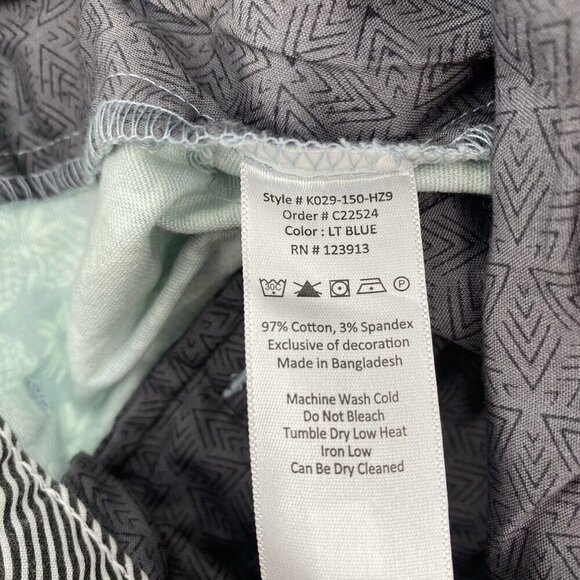 Style # K029-150-HZ9
Order # C22524
Color : LT BLUE
RN # 123913
30C P
97% Cotton, 3% Spandex
Exclusive of decoration
Made in Bangladesh
Machine Wash Cold
Do Not Bleach
Tumble Dry Low Heat
Iron Low
Can Be Dry Cleaned